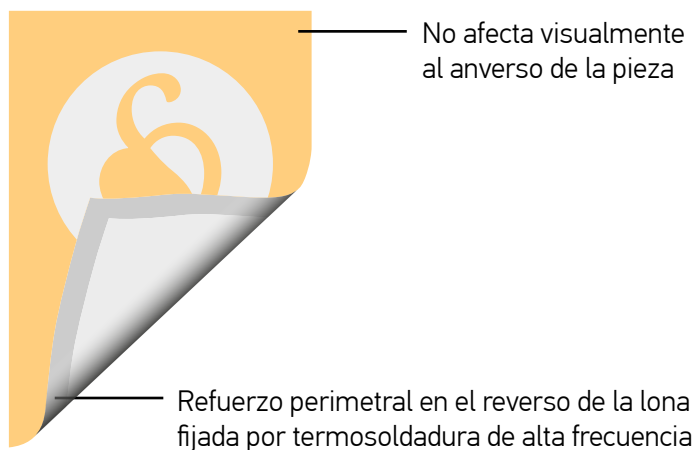 No afecta visualmente
al anverso de la pieza
Refuerzo perimetral en el reverso de la lona
fijada por termosoldadura de alta frecuencia